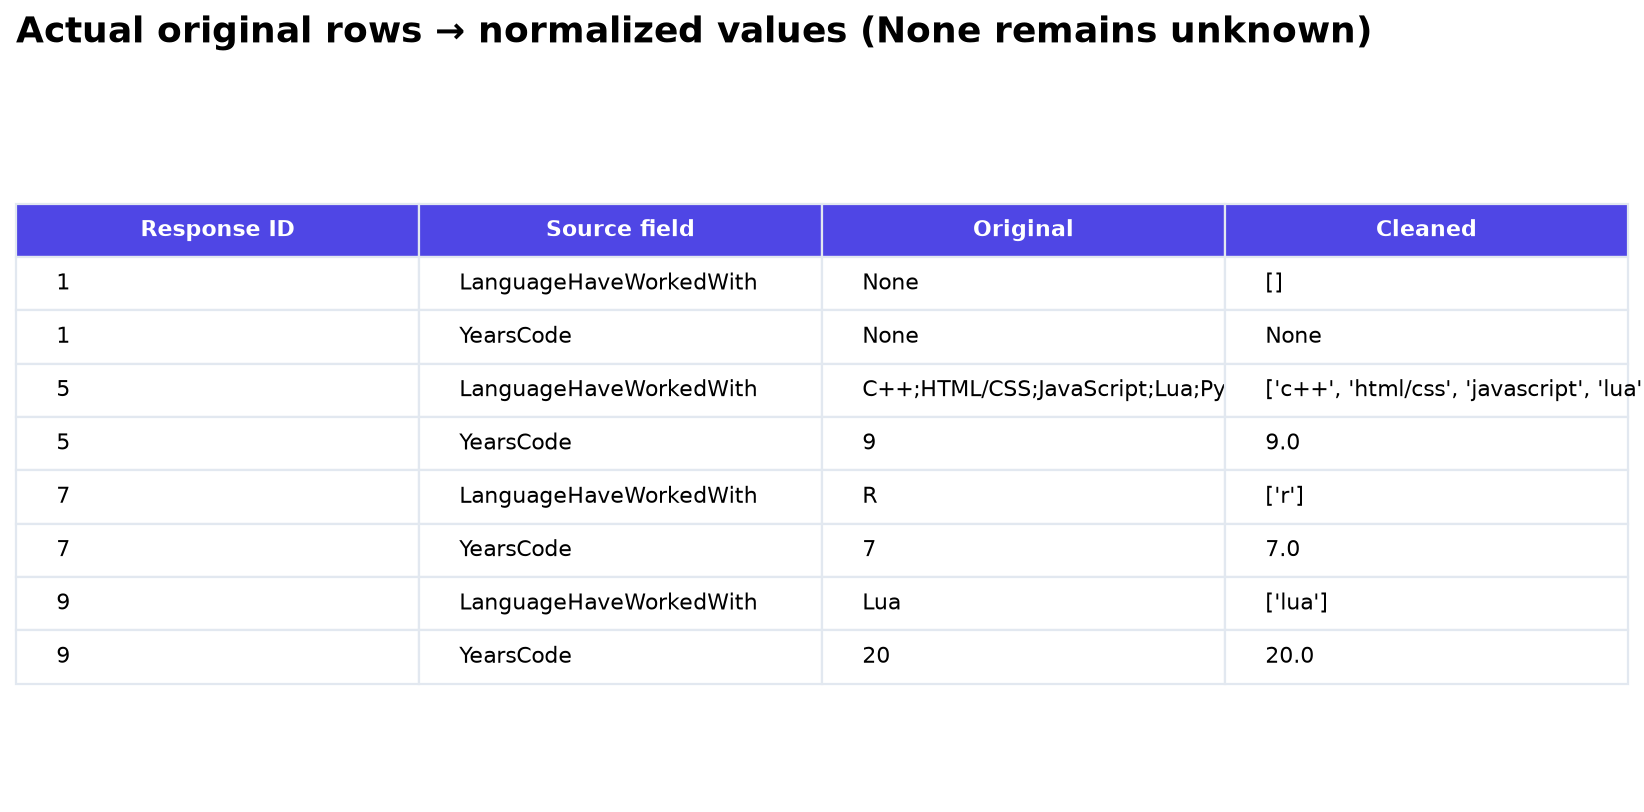 Actual original rows → normalized values (None remains unknown)
Response ID Source field Original Cleaned
1 LanguageHaveWorkedWith None []
1 YearsCode None None
5 LanguageHaveWorkedWith C++;HTML/CSS;JavaScript;Lua;Py ['c++', 'html/css', 'javascript', 'lua'
5 YearsCode 9 9.0
7 LanguageHaveWorkedWith R ['r']
7 YearsCode 7 7.0
9 LanguageHaveWorkedWith Lua ['lua']
9 YearsCode 20 20.0